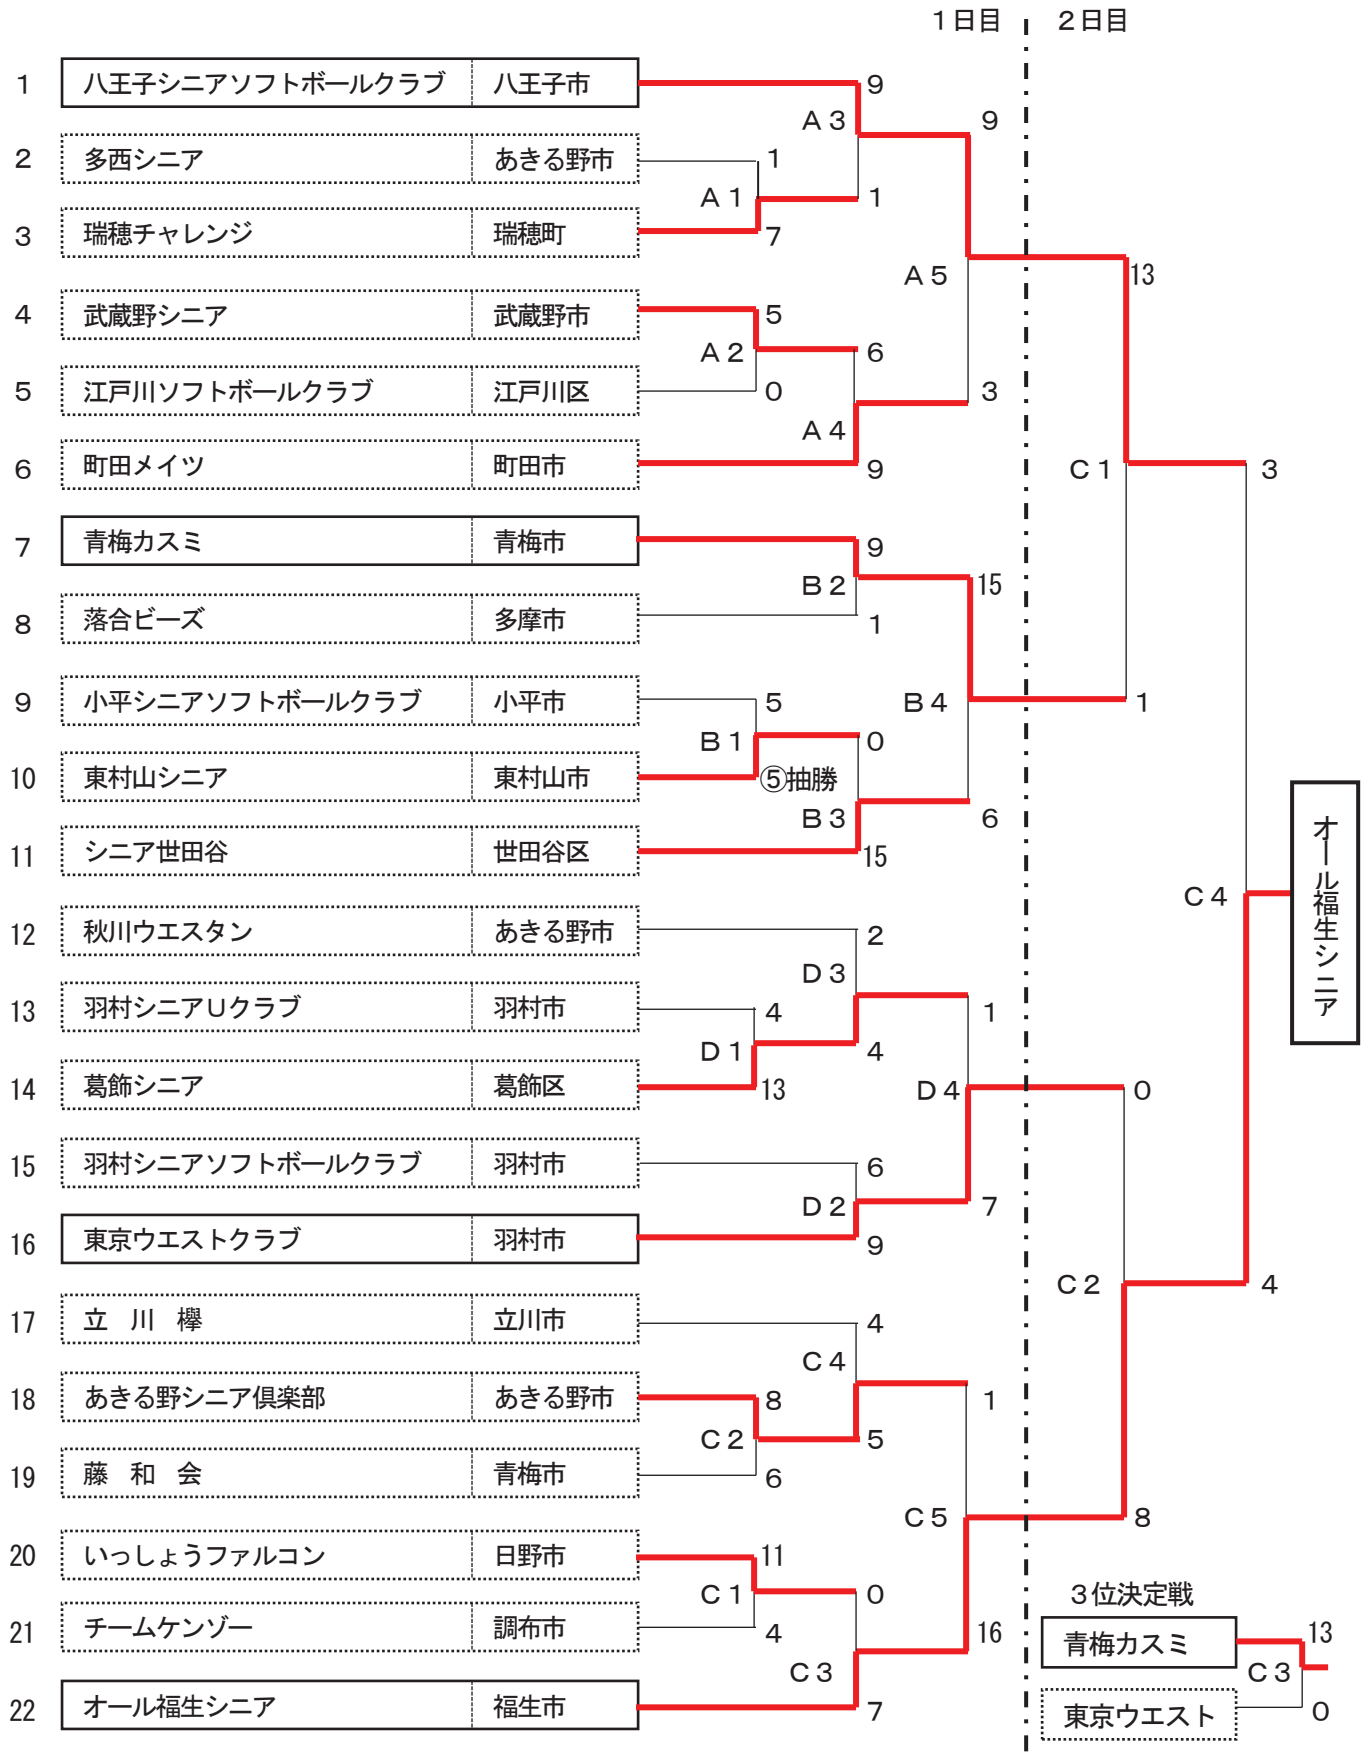 1日目 2日目
1 八王子シニアソフトボールクラブ 八王子市 9
A3 9
2 多西シニア あきる野市 1
A1 1
3 瑞穂チャレンジ 瑞穂町 7
A5 13
4 武蔵野シニア 武蔵野市 5
A2 6
5 江戸川ソフトボールクラブ 江戸川区 0 3
A4
6 町田メイツ 町田市 9
C1 3
7 青梅カスミ 青梅市 9
B2 15
8 落合ビーズ 多摩市 1
9 小平シニアソフトボールクラブ 小平市 5
B4 1
B1 0
10 東村山シニア 東村山市 ⑤抽勝
B3 6
11 シニア世田谷 世田谷区 15
C4 オール福生シニア
12 秋川ウエスタン あきる野市 2
D3
13 羽村シニアUクラブ 羽村市 4 1
D1 4
14 葛飾シニア 葛飾区 13
D4 0
15 羽村シニアソフトボールクラブ 羽村市 6
D2 7
16 東京ウエストクラブ 羽村市 9
C2 4
17 立川欅 立川市 4
C4
18 あきる野シニア倶楽部 あきる野市 8 1
C2 5
19 藤和会 青梅市 6
C5 8
20 いっしょうファルコン 日野市 11
C1 0
21 チームケンゾー 調布市 4 16
C3
22 オール福生シニア 福生市 7
3位決定戦
青梅カスミ 13
C3
東京ウエスト 0